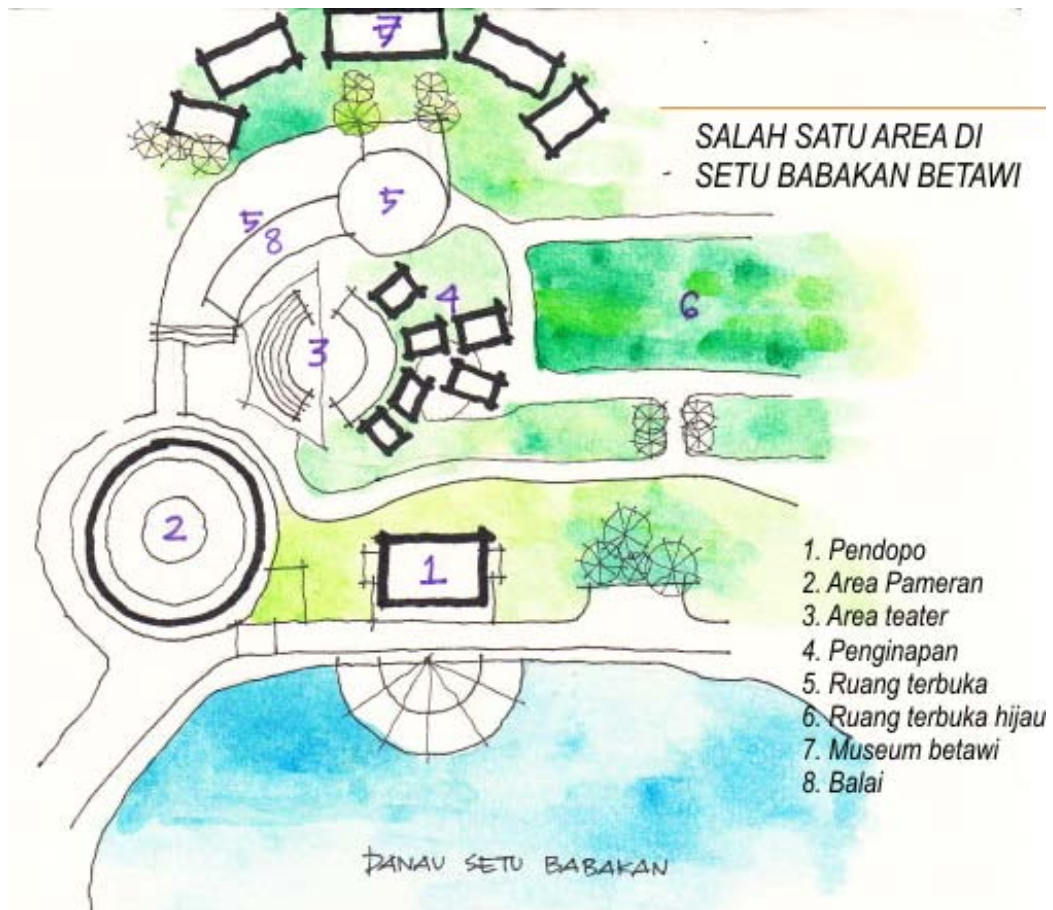 7
SALAH SATU AREA DI
SETU BABAKAN BETAWI
5
5
8
4
6
3
2
1
1. Pendopo
2. Area Pameran
3. Area teater
4. Penginapan
5. Ruang terbuka
6. Ruang terbuka hijau
7. Museum betawi
8. Balai
DANAU SETU BABAKAN